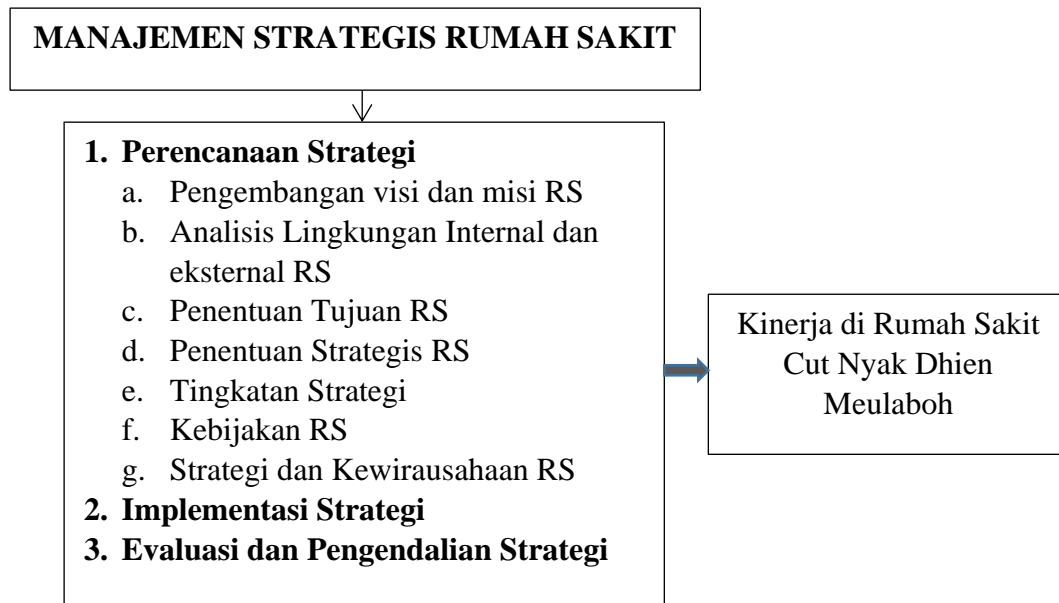 MANAJEMEN STRATEGIS RUMAH SAKIT
1. Perencanaan Strategi
a. Pengembangan visi dan misi RS
b. Analisis Lingkungan Internal dan
eksternal RS
c. Penentuan Tujuan RS
d. Penentuan Strategis RS
e. Tingkatan Strategi
f. Kebijakan RS
g. Strategi dan Kewirausahaan RS
2. Implementasi Strategi
3. Evaluasi dan Pengendalian Strategi
Kinerja di Rumah Sakit
Cut Nyak Dhien
Meulaboh